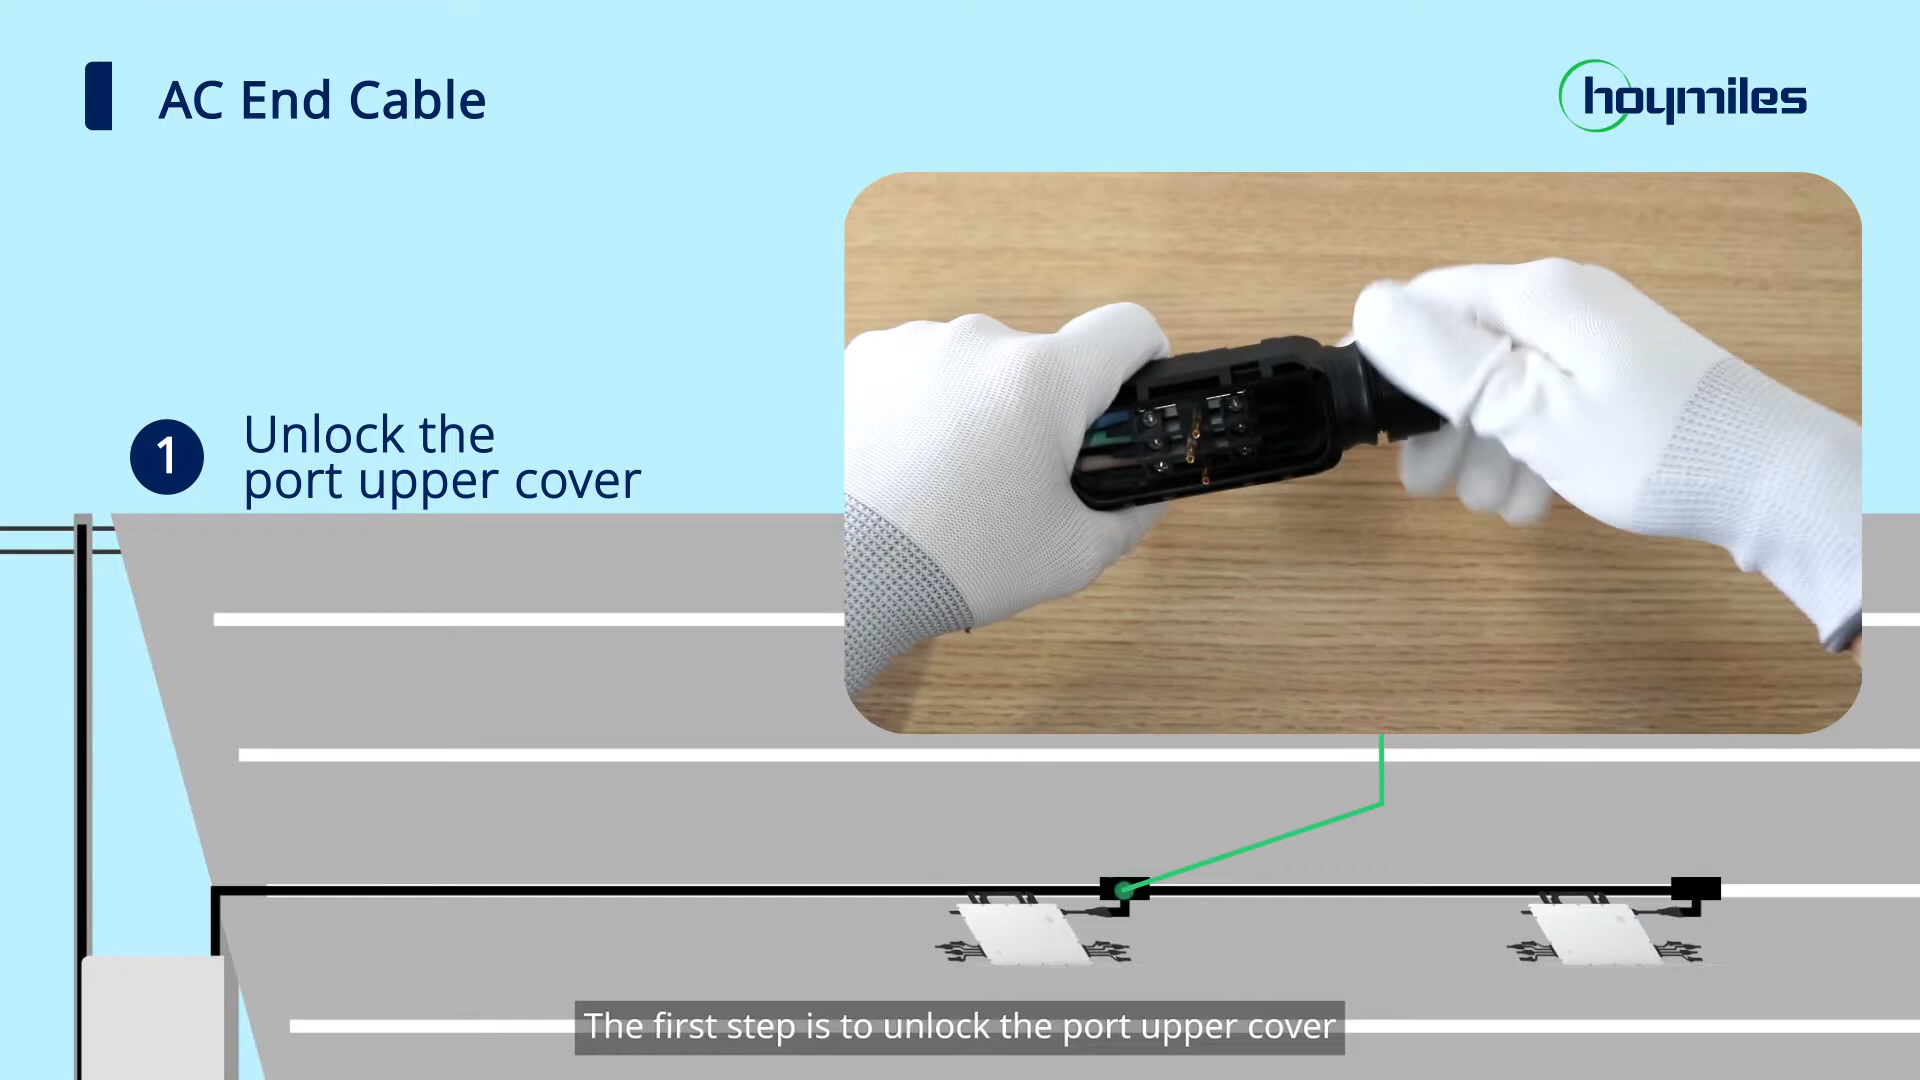 AC End Cable
hoymiles
1
Unlock the
port upper cover
The first step is to unlock the port upper cover